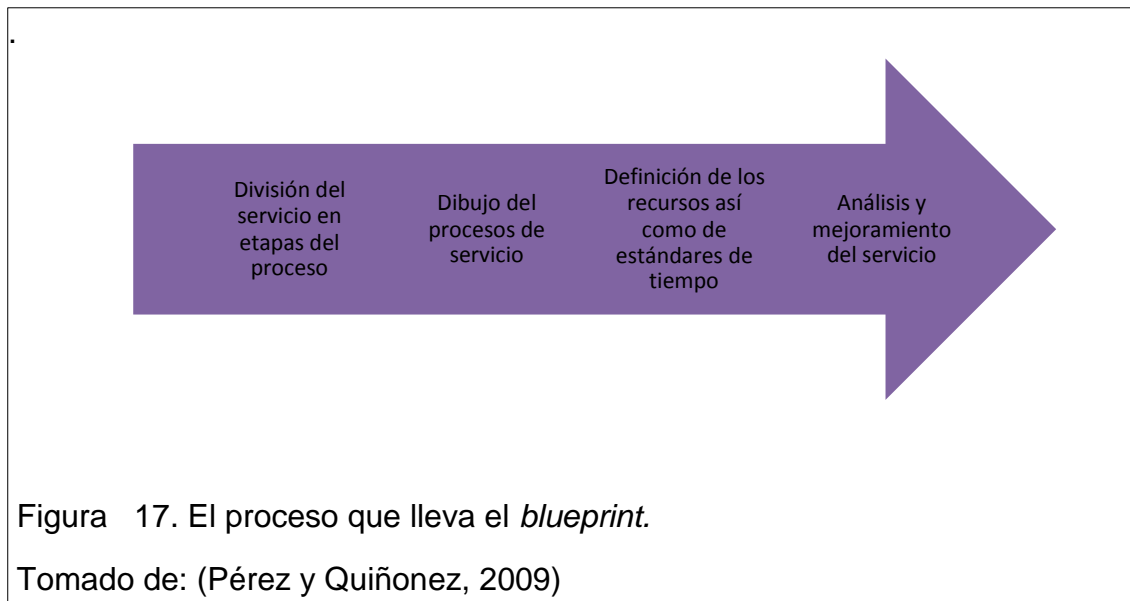 .
División del
servicio en
etapas del
proceso
Dibujo del
procesos de
servicio
Definición de los
recursos así
como de
estándares de
tiempo
Análisis y
mejoramiento
del servicio
Figura 17. El proceso que lleva el blueprint.
Tomado de: (Pérez y Quiñonez, 2009)